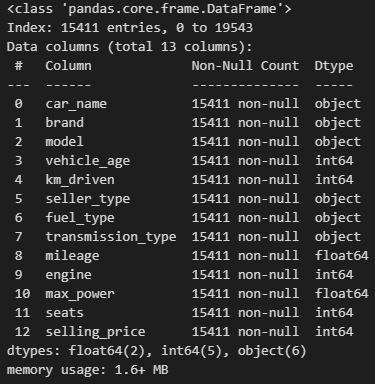 <class 'pandas.core.frame.DataFrame'>
Index: 15411 entries, 0 to 19543
Data columns (total 13 columns):
 #   Column             Non-Null Count  Dtype
---  ------             --------------  -----
 0   car_name           15411 non-null  object
 1   brand              15411 non-null  object
 2   model              15411 non-null  object
 3   vehicle_age        15411 non-null  int64
 4   km_driven          15411 non-null  int64
 5   seller_type        15411 non-null  object
 6   fuel_type          15411 non-null  object
 7   transmission_type  15411 non-null  object
 8   mileage            15411 non-null  float64
 9   engine             15411 non-null  int64
 10  max_power          15411 non-null  float64
 11  seats              15411 non-null  int64
 12  selling_price      15411 non-null  int64
dtypes: float64(2), int64(5), object(6)
memory usage: 1.6+ MB